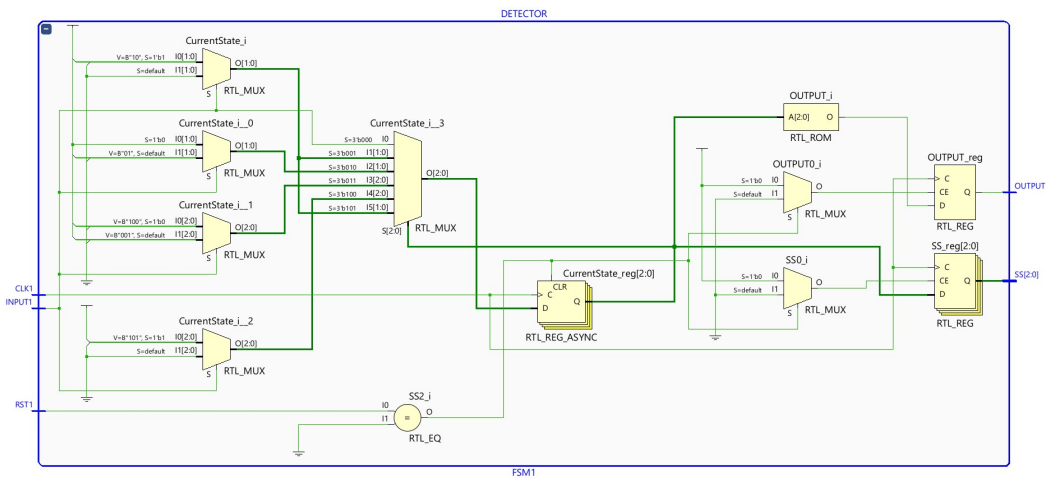 DETECTOR
CurrentState_i
V=B"10", S=1'b1 I0[1:0]
S=default I1[1:0]
O[1:0]
S
RTL_MUX
CurrentState_i__0
S=1'b0 I0[1:0]
V=B"01", S=default I1[1:0]
O[1:0]
S
RTL_MUX
CurrentState_i__1
V=B"100", S=1'b0 I0[2:0]
V=B"001", S=default I1[2:0]
O[2:0]
S
RTL_MUX
CurrentState_i__2
V=B"101", S=1'b1 I0[2:0]
S=default I1[2:0]
O[2:0]
S
RTL_MUX
CurrentState_i__3
S=3'b000 I0
S=3'b001 I1[1:0]
S=3'b010 I2[1:0]
S=3'b011 I3[2:0]
S=3'b100 I4[2:0]
S=3'b101 I5[1:0]
O[2:0]
S[2:0]
RTL_MUX
CLK1
INPUT1
RST1
SS2_i
I0
I1
=
O
RTL_EQ
CurrentState_reg[2:0]
CLR
C
D
Q
RTL_REG_ASYNC
OUTPUT_i
A[2:0] O
RTL_ROM
OUTPUT0_i
S=1'b0 I0
S=default I1
O
S
RTL_MUX
SS0_i
S=1'b0 I0
S=default I1
O
S
RTL_MUX
OUTPUT_reg
C
CE Q
D
RTL_REG
OUTPUT
SS_reg[2:0]
C
CE Q
D
RTL_REG
SS[2:0]
FSM1